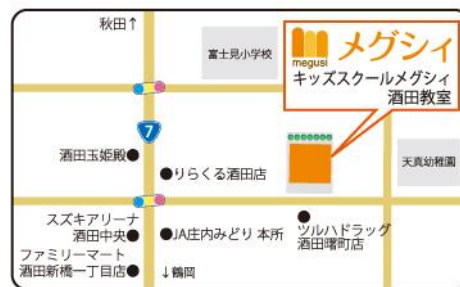 秋田↑
富士見小学校
megusi
メグシィ
キッズスクールメグシィ
酒田教室
7
酒田玉姫殿
りらくる酒田店
天真幼稚園
スズキアリーナ
酒田中央
JA庄内みどり 本所
ツルハドラッグ
酒田曙町店
ファミリーマート
酒田新橋一丁目店
↓鶴岡